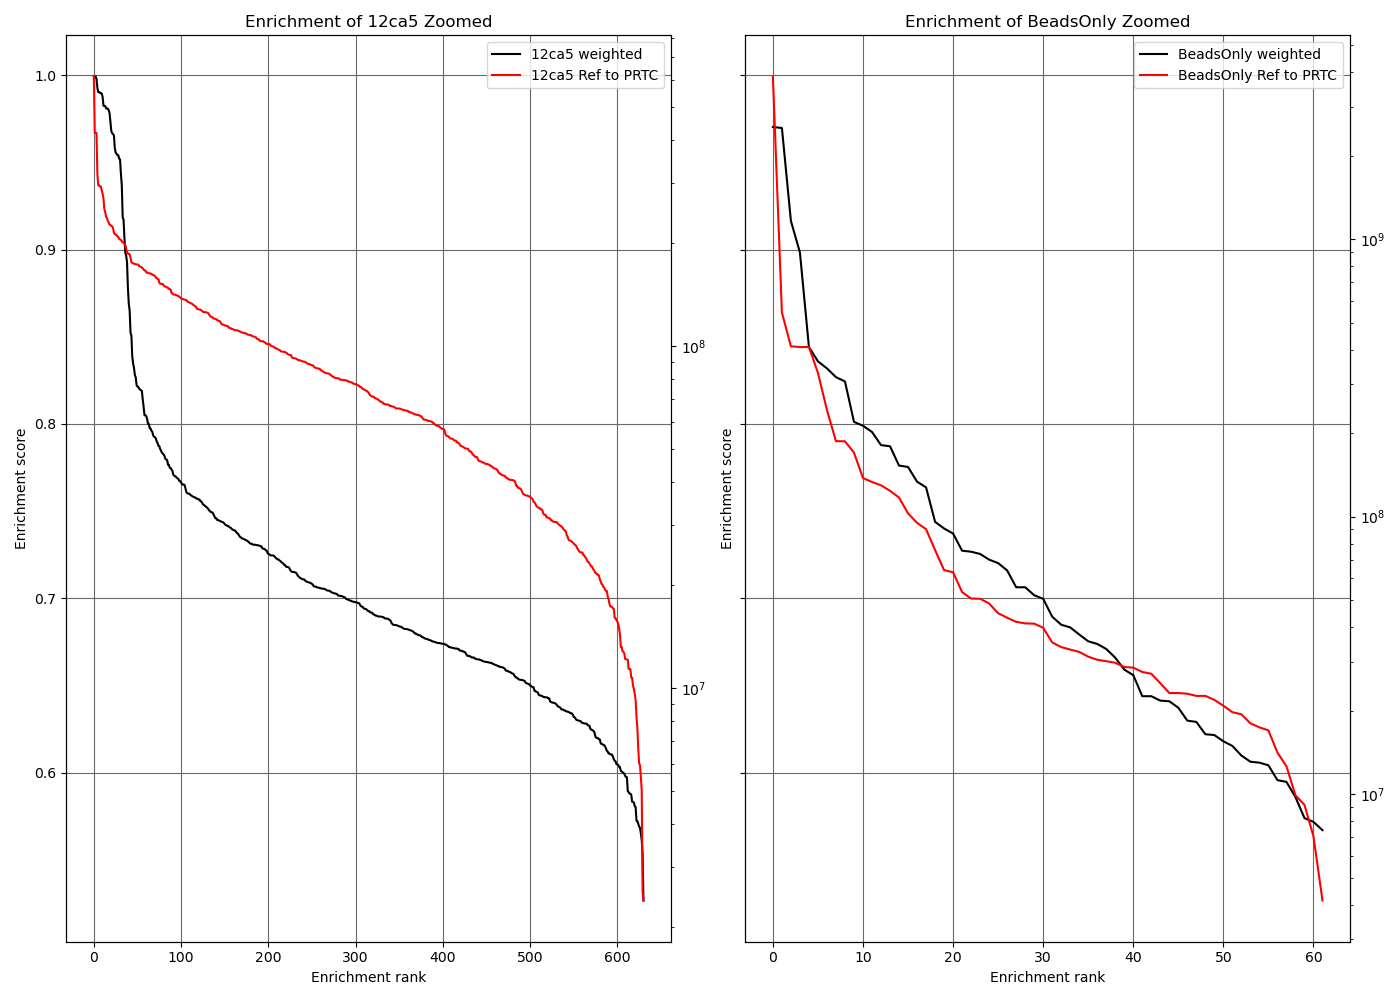 Enrichment of 12ca5 Zoomed
12ca5 weighted
12ca5 Ref to PRTC
1.0
0.9
0.8
0.7
0.6
Enrichment score
10^8
10^7
0 100 200 300 400 500 600
Enrichment rank
Enrichment of BeadsOnly Zoomed
BeadsOnly weighted
BeadsOnly Ref to PRTC
Enrichment score
10^9
10^8
10^7
0 10 20 30 40 50 60
Enrichment rank